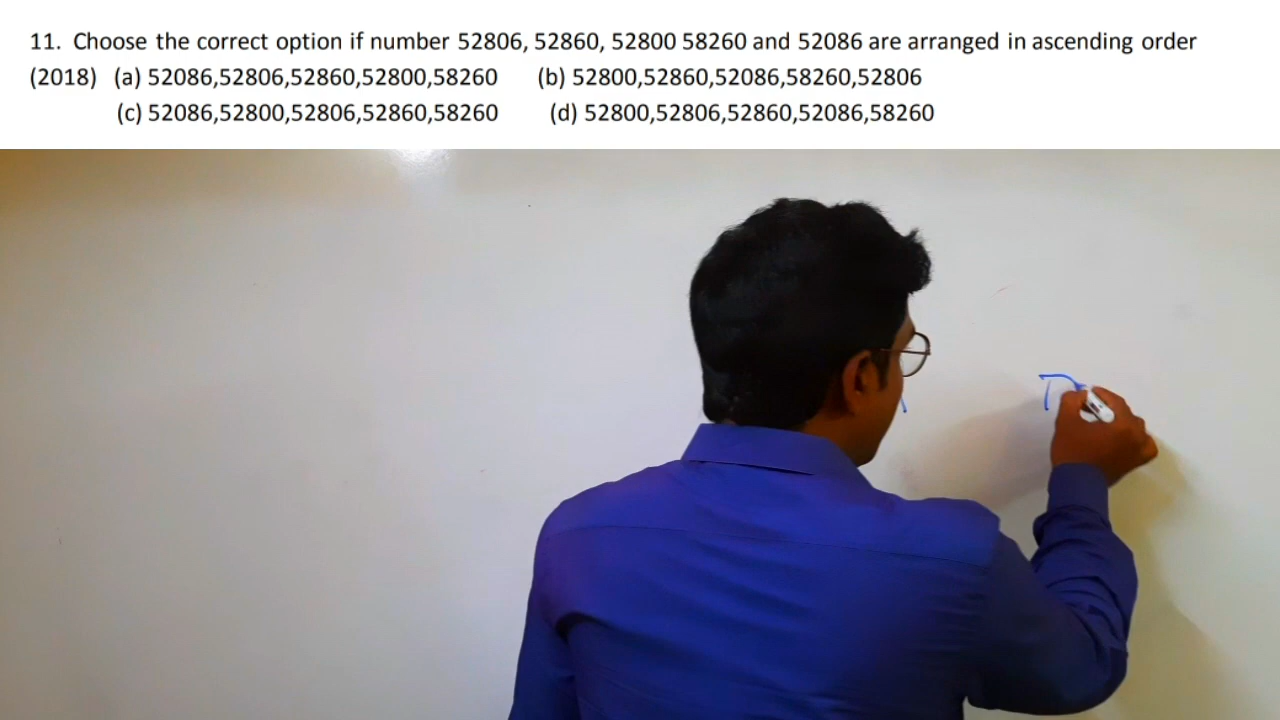 11. Choose the correct option if number 52806, 52860, 52800 58260 and 52086 are arranged in ascending order
(2018) (a) 52086,52806,52860,52800,58260 (b) 52800,52860,52086,58260,52806
(c) 52086,52800,52806,52860,58260 (d) 52800,52806,52860,52086,58260